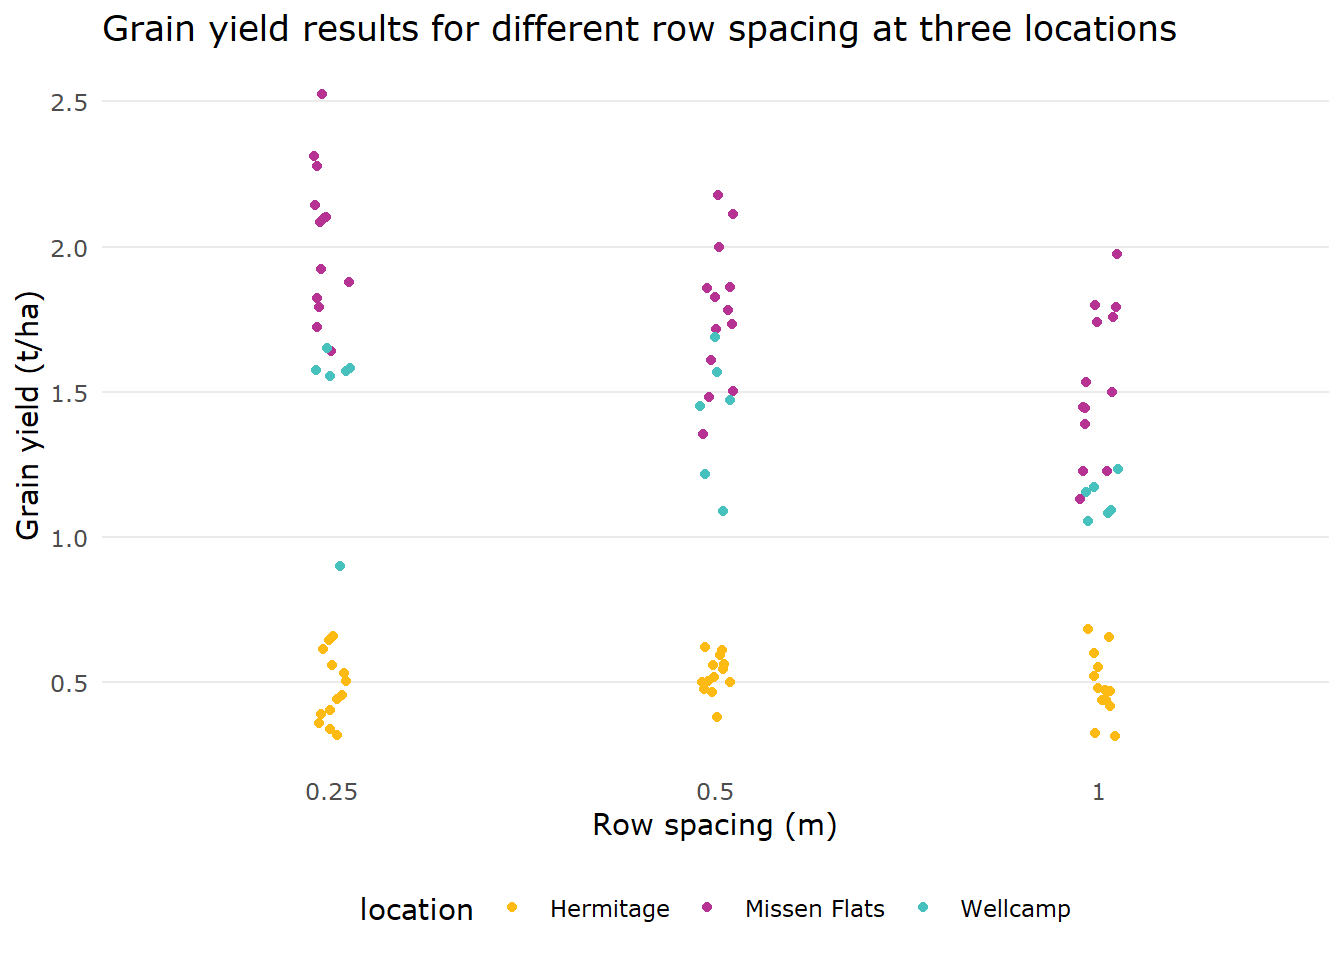 Grain yield results for different row spacing at three locations
Grain yield (t/ha)
2.5
2.0
1.5
1.0
0.5
0.25 0.5 1
Row spacing (m)
location Hermitage Missen Flats Wellcamp